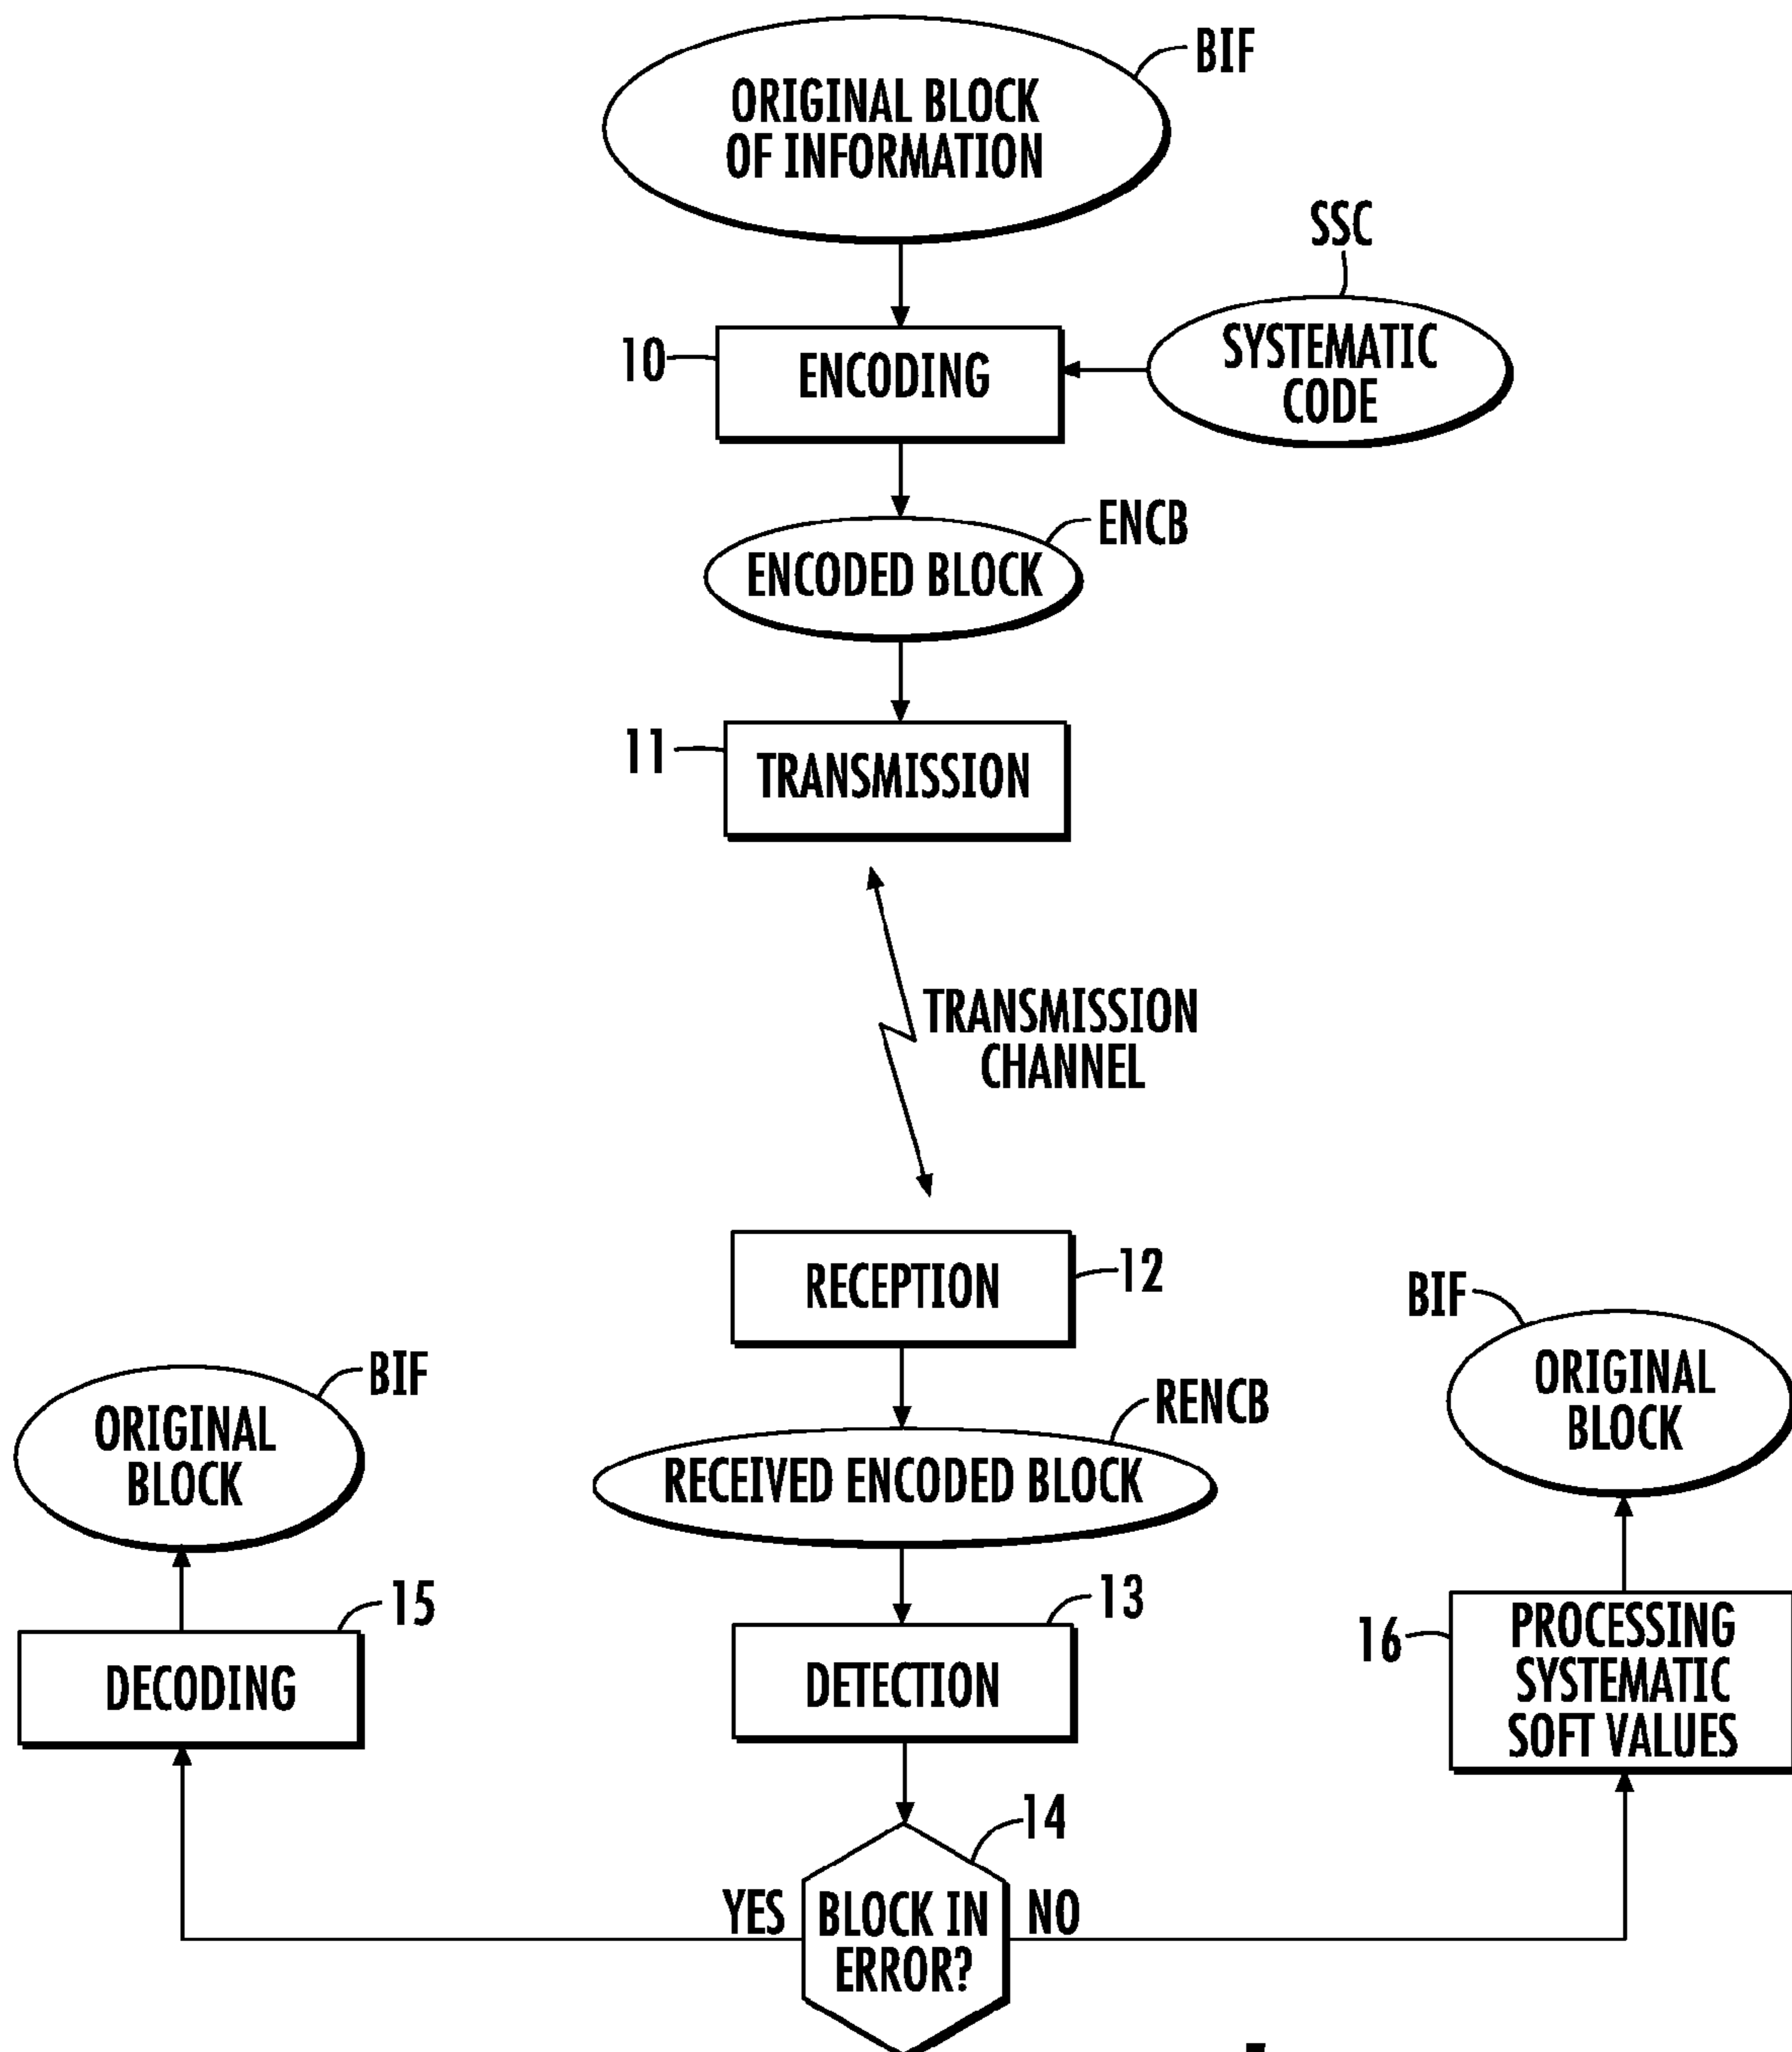 BIF
ORIGINAL BLOCK
OF INFORMATION
SSC
10
ENCODING
SYSTEMATIC
CODE
ENCB
ENCODED BLOCK
11
TRANSMISSION
TRANSMISSION
CHANNEL
RECEPTION
12
BIF
ORIGINAL
BLOCK
BIF
ORIGINAL
BLOCK
RENCB
RECEIVED ENCODED BLOCK
15
DECODING
13
DETECTION
16
PROCESSING
SYSTEMATIC
SOFT VALUES
14
YES
BLOCK IN
ERROR?
NO